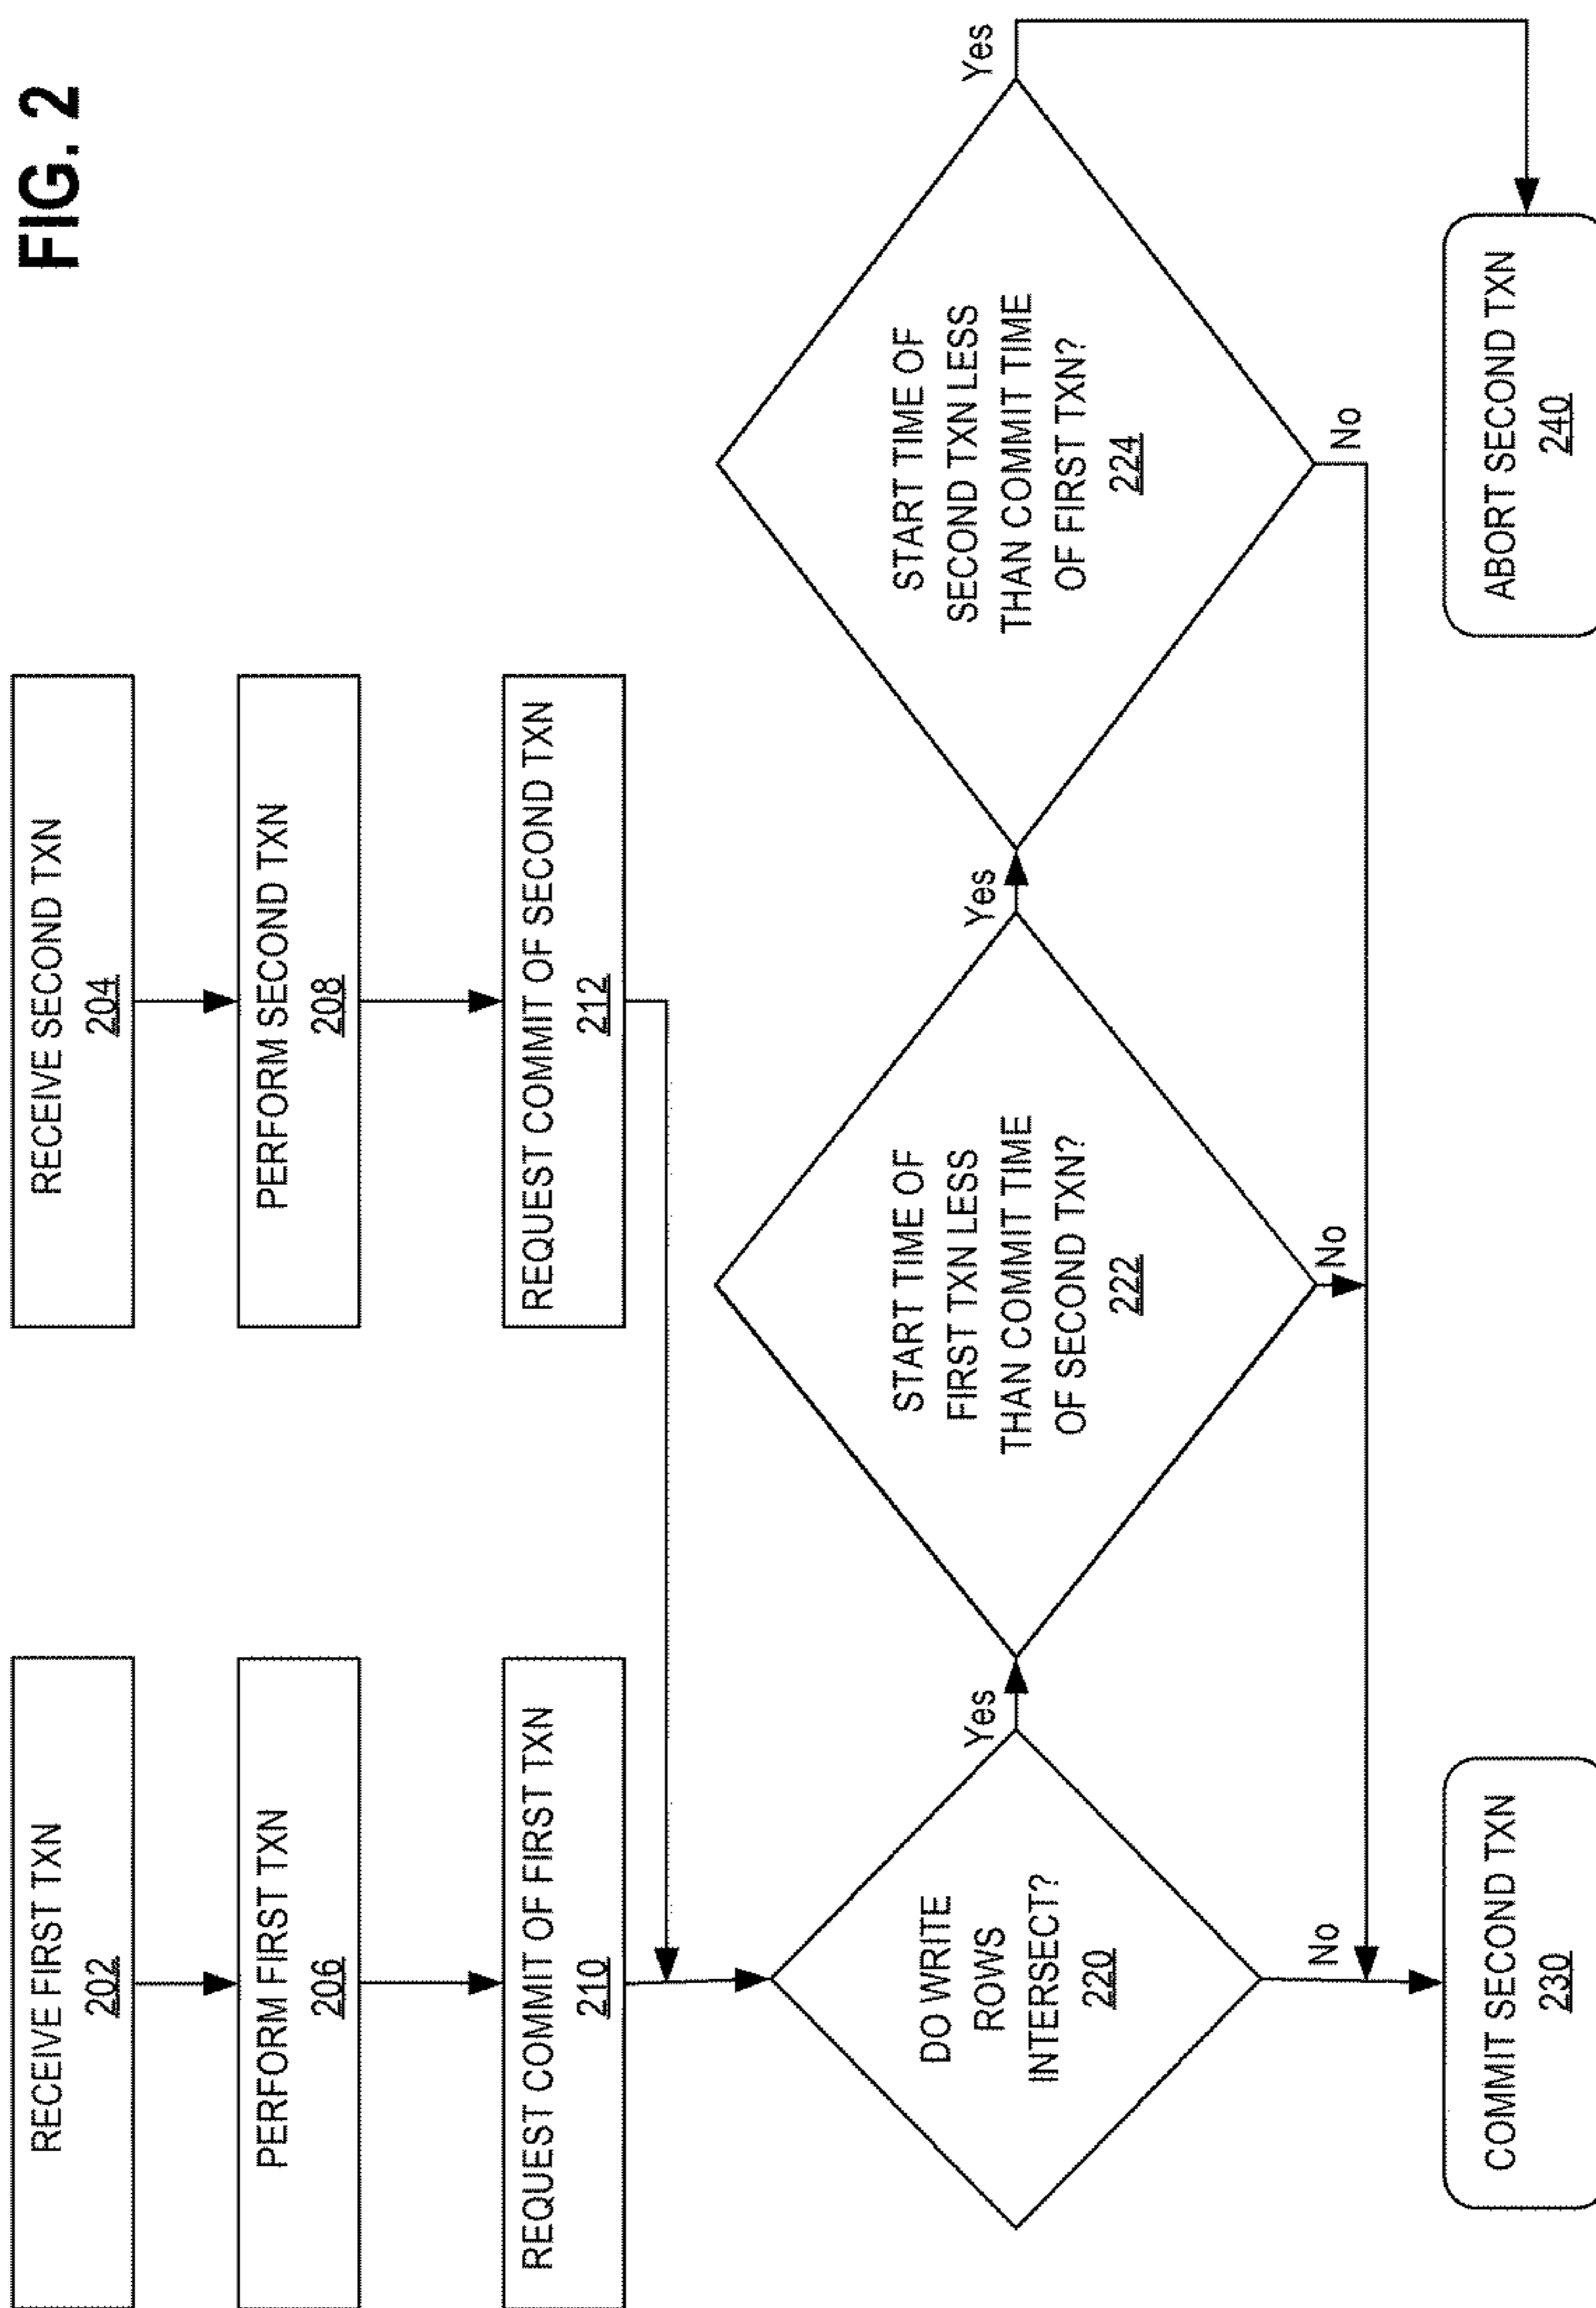 FIG. 2
RECEIVE FIRST TXN
202
RECEIVE SECOND TXN
204
PERFORM FIRST TXN
206
PERFORM SECOND TXN
208
REQUEST COMMIT OF FIRST TXN
210
REQUEST COMMIT OF SECOND TXN
212
DO WRITE
ROWS
INTERSECT?
220
Yes
No
START TIME OF
FIRST TXN LESS
THAN COMMIT TIME
OF SECOND TXN?
222
Yes
No
START TIME OF
SECOND TXN LESS
THAN COMMIT TIME
OF FIRST TXN?
224
Yes
No
COMMIT SECOND TXN
230
ABORT SECOND TXN
240